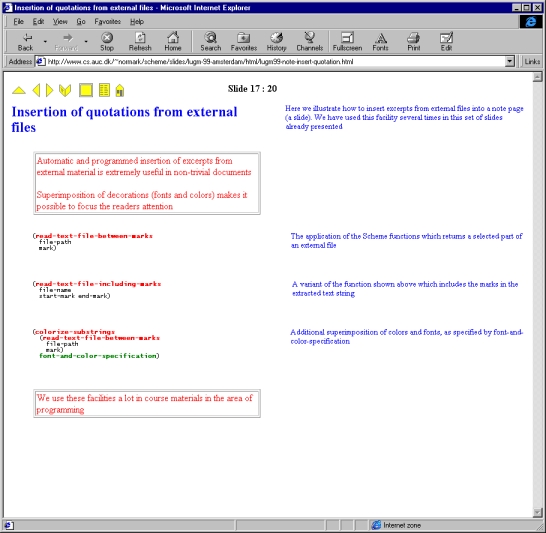 Insertion of quotations from external files - Microsoft Internet Explorer
File Edit View Go Favorites Help
Back Forward Stop Refresh Home Search Favorites History Channels Fullscreen Fonts Print Edit
Address http://www.cs.auc.dk/~normark/scheme/slides/lugm-99-amsterdam/html/lugm99-note-insert-quotation.html Links
Slide 17 : 20
Insertion of quotations from external
files
Here we illustrate how to insert excerpts from external files into a note page
(a slide). We have used this facility several times in this set of slides
already presented
Automatic and programmed insertion of excerpts from
external material is extremely useful in non-trivial documents
Superimposition of decorations (fonts and colors) makes it
possible to focus the readers attention
(read-text-file-between-marks
file-path
mark)
The application of the Scheme functions which returns a selected part of
an external file
(read-text-file-including-marks
file-name
start-mark end-mark)
A variant of the function shown above which includes the marks in the
extracted text string
(colorize-substrings
(read-text-file-between-marks
file-path
mark)
font-and-color-specification)
Additional superimposition of colors and fonts, as specified by font-and-
color-specification
We use these facilities a lot in course materials in the area of
programming
Internet zone